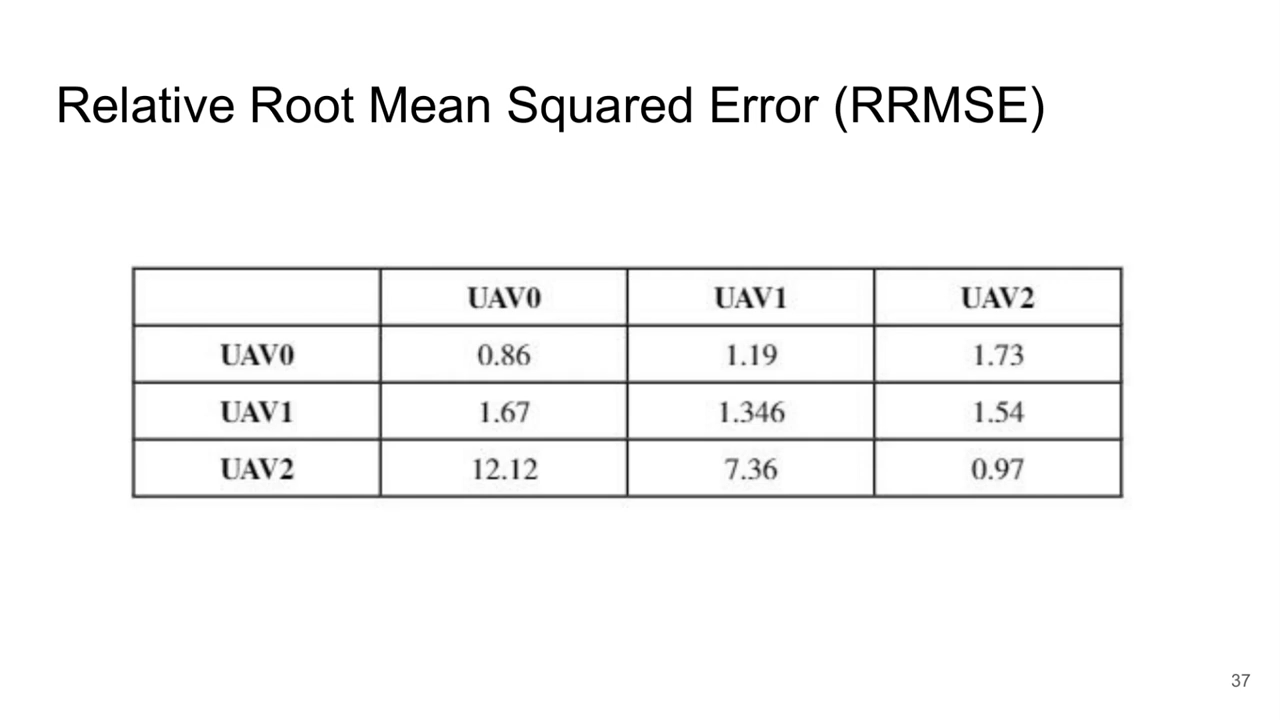 Relative Root Mean Squared Error (RRMSE)
UAV0 UAV1 UAV2
UAV0 0.86 1.19 1.73
UAV1 1.67 1.346 1.54
UAV2 12.12 7.36 0.97
37